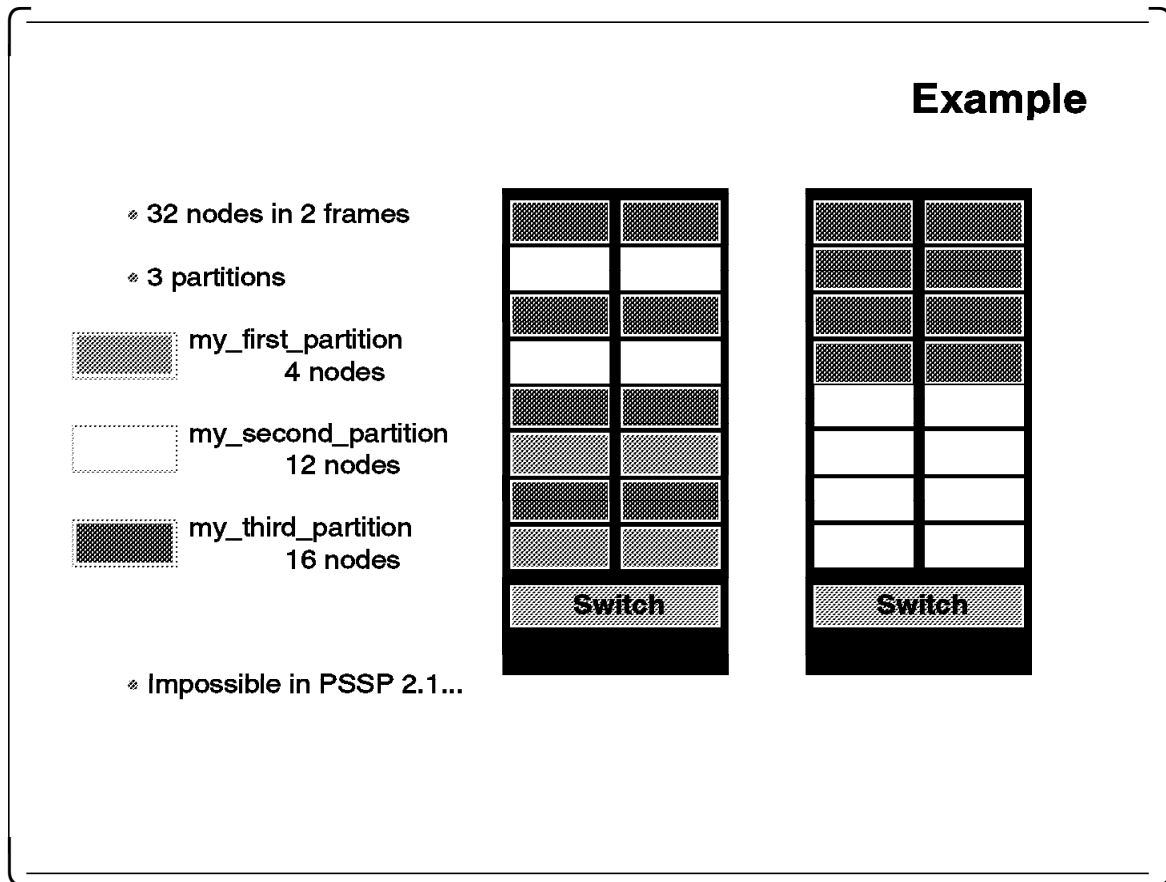 Example
32 nodes in 2 frames
3 partitions
my_first_partition
4 nodes
my_second_partition
12 nodes
my_third_partition
16 nodes
Switch
Switch
Impossible in PSSP 2.1...